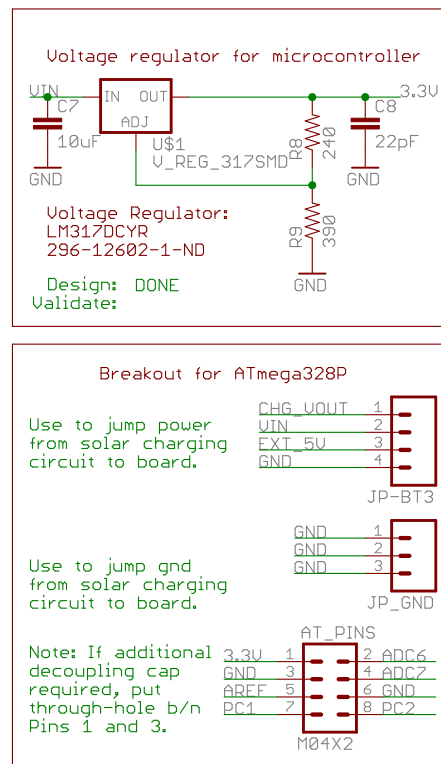 Voltage regulator for microcontroller
VIN
IN OUT
ADJ
3.3V
C7
10uF
GND
U$1
V_REG_317SMD
R8
240
C8
22pF
GND
R9
390
GND
Voltage Regulator:
LM317DCYR
296-12602-1-ND
Design: DONE
Validate:
Breakout for ATmega328P
Use to jump power
from solar charging
circuit to board.
CHG_VOUT 1
VIN 2
EXT_5V 3
GND 4
JP-BT3
Use to jump gnd
from solar charging
circuit to board.
GND 1
GND 2
GND 3
JP_GND
Note: If additional
decoupling cap
required, put
through-hole b/n
Pins 1 and 3.
AT_PINS
3.3V 1 2 ADC6
GND 3 4 ADC7
AREF 5 6 GND
PC1 7 8 PC2
M04X2